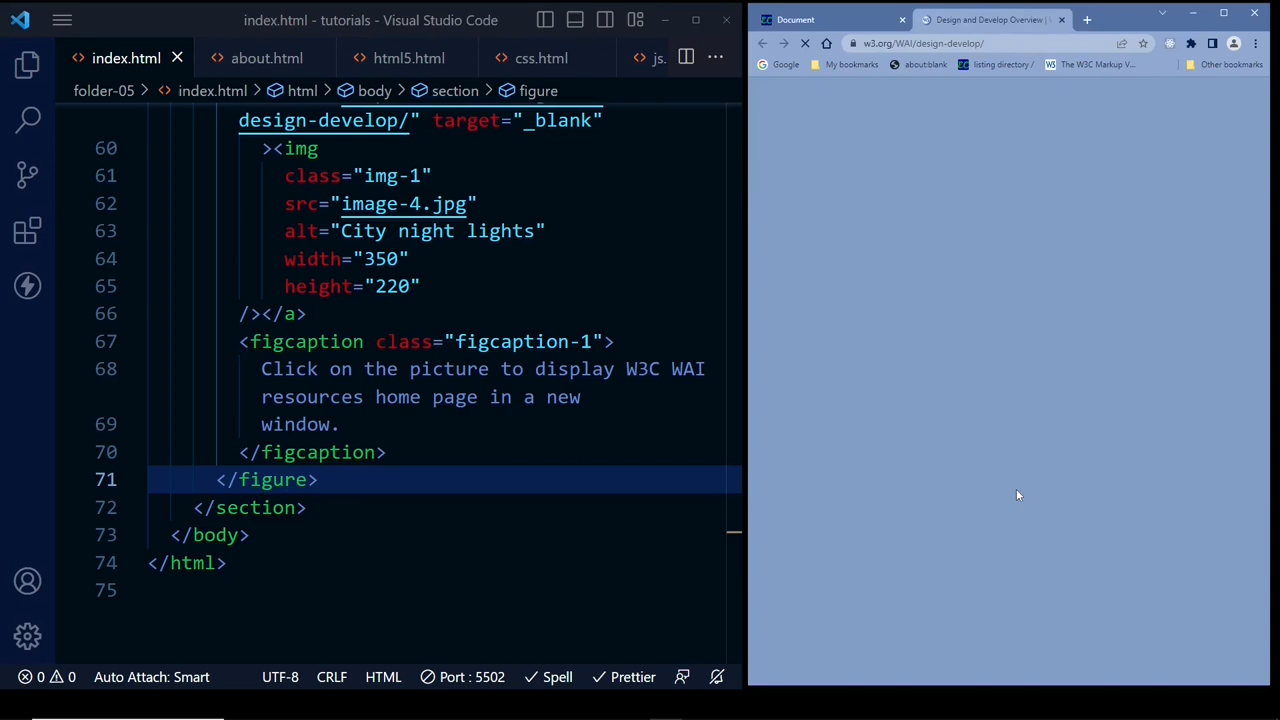 index.html - tutorials - Visual Studio Code
index.html
about.html
html5.html
css.html
js.
folder-05 > index.html > html > body > section > figure
design-develop/" target="_blank"
60 ><img
61 class="img-1"
62 src="image-4.jpg"
63 alt="City night lights"
64 width="350"
65 height="220"
66 /></a>
67 <figcaption class="figcaption-1">
68 Click on the picture to display W3C WAI
resources home page in a new
69 window.
70 </figcaption>
71 </figure>
72 </section>
73 </body>
74 </html>
75
0 0 Auto Attach: Smart UTF-8 CRLF HTML Port : 5502 Spell Prettier
Document
Design and Develop Overview |
w3.org/WAI/design-develop/
Google My bookmarks about:blank listing directory / The W3C Markup V... Other bookmarks